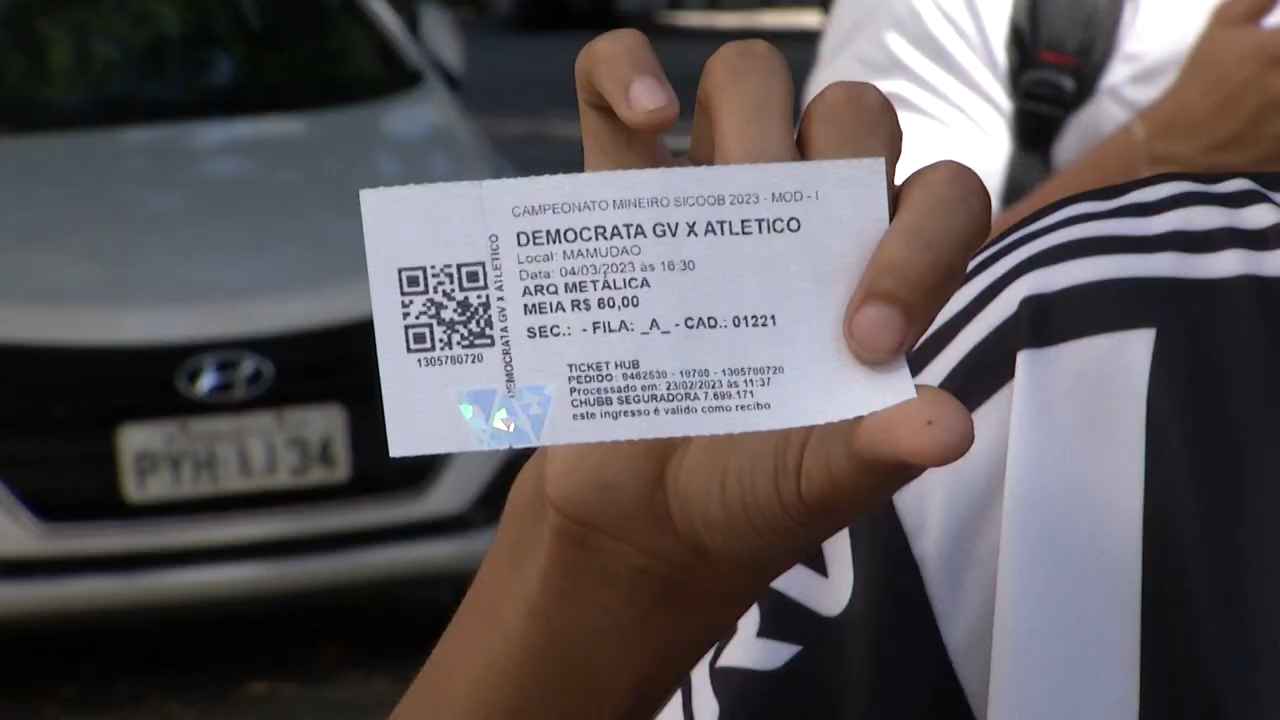 CAMPEONATO MINEIRO SICOOB 2023 - MOD - I
DEMOCRATA GV X ATLETICO
Local: MAMUDAO
Data: 04/03/2023 às 16:30
ARQ METÁLICA
MEIA R$ 60,00
SEC.: - FILA: _A_ - CAD.: 01221
1305780720
DEMOCRATA GV X ATLETICO
TICKET HUB
PEDIDO: 9462530 - 19708 - 1305780720
Processado em: 23/02/2023 às 11:37
CHUBB SEGURADORA 7.699.171
este ingresso é valido como recibo